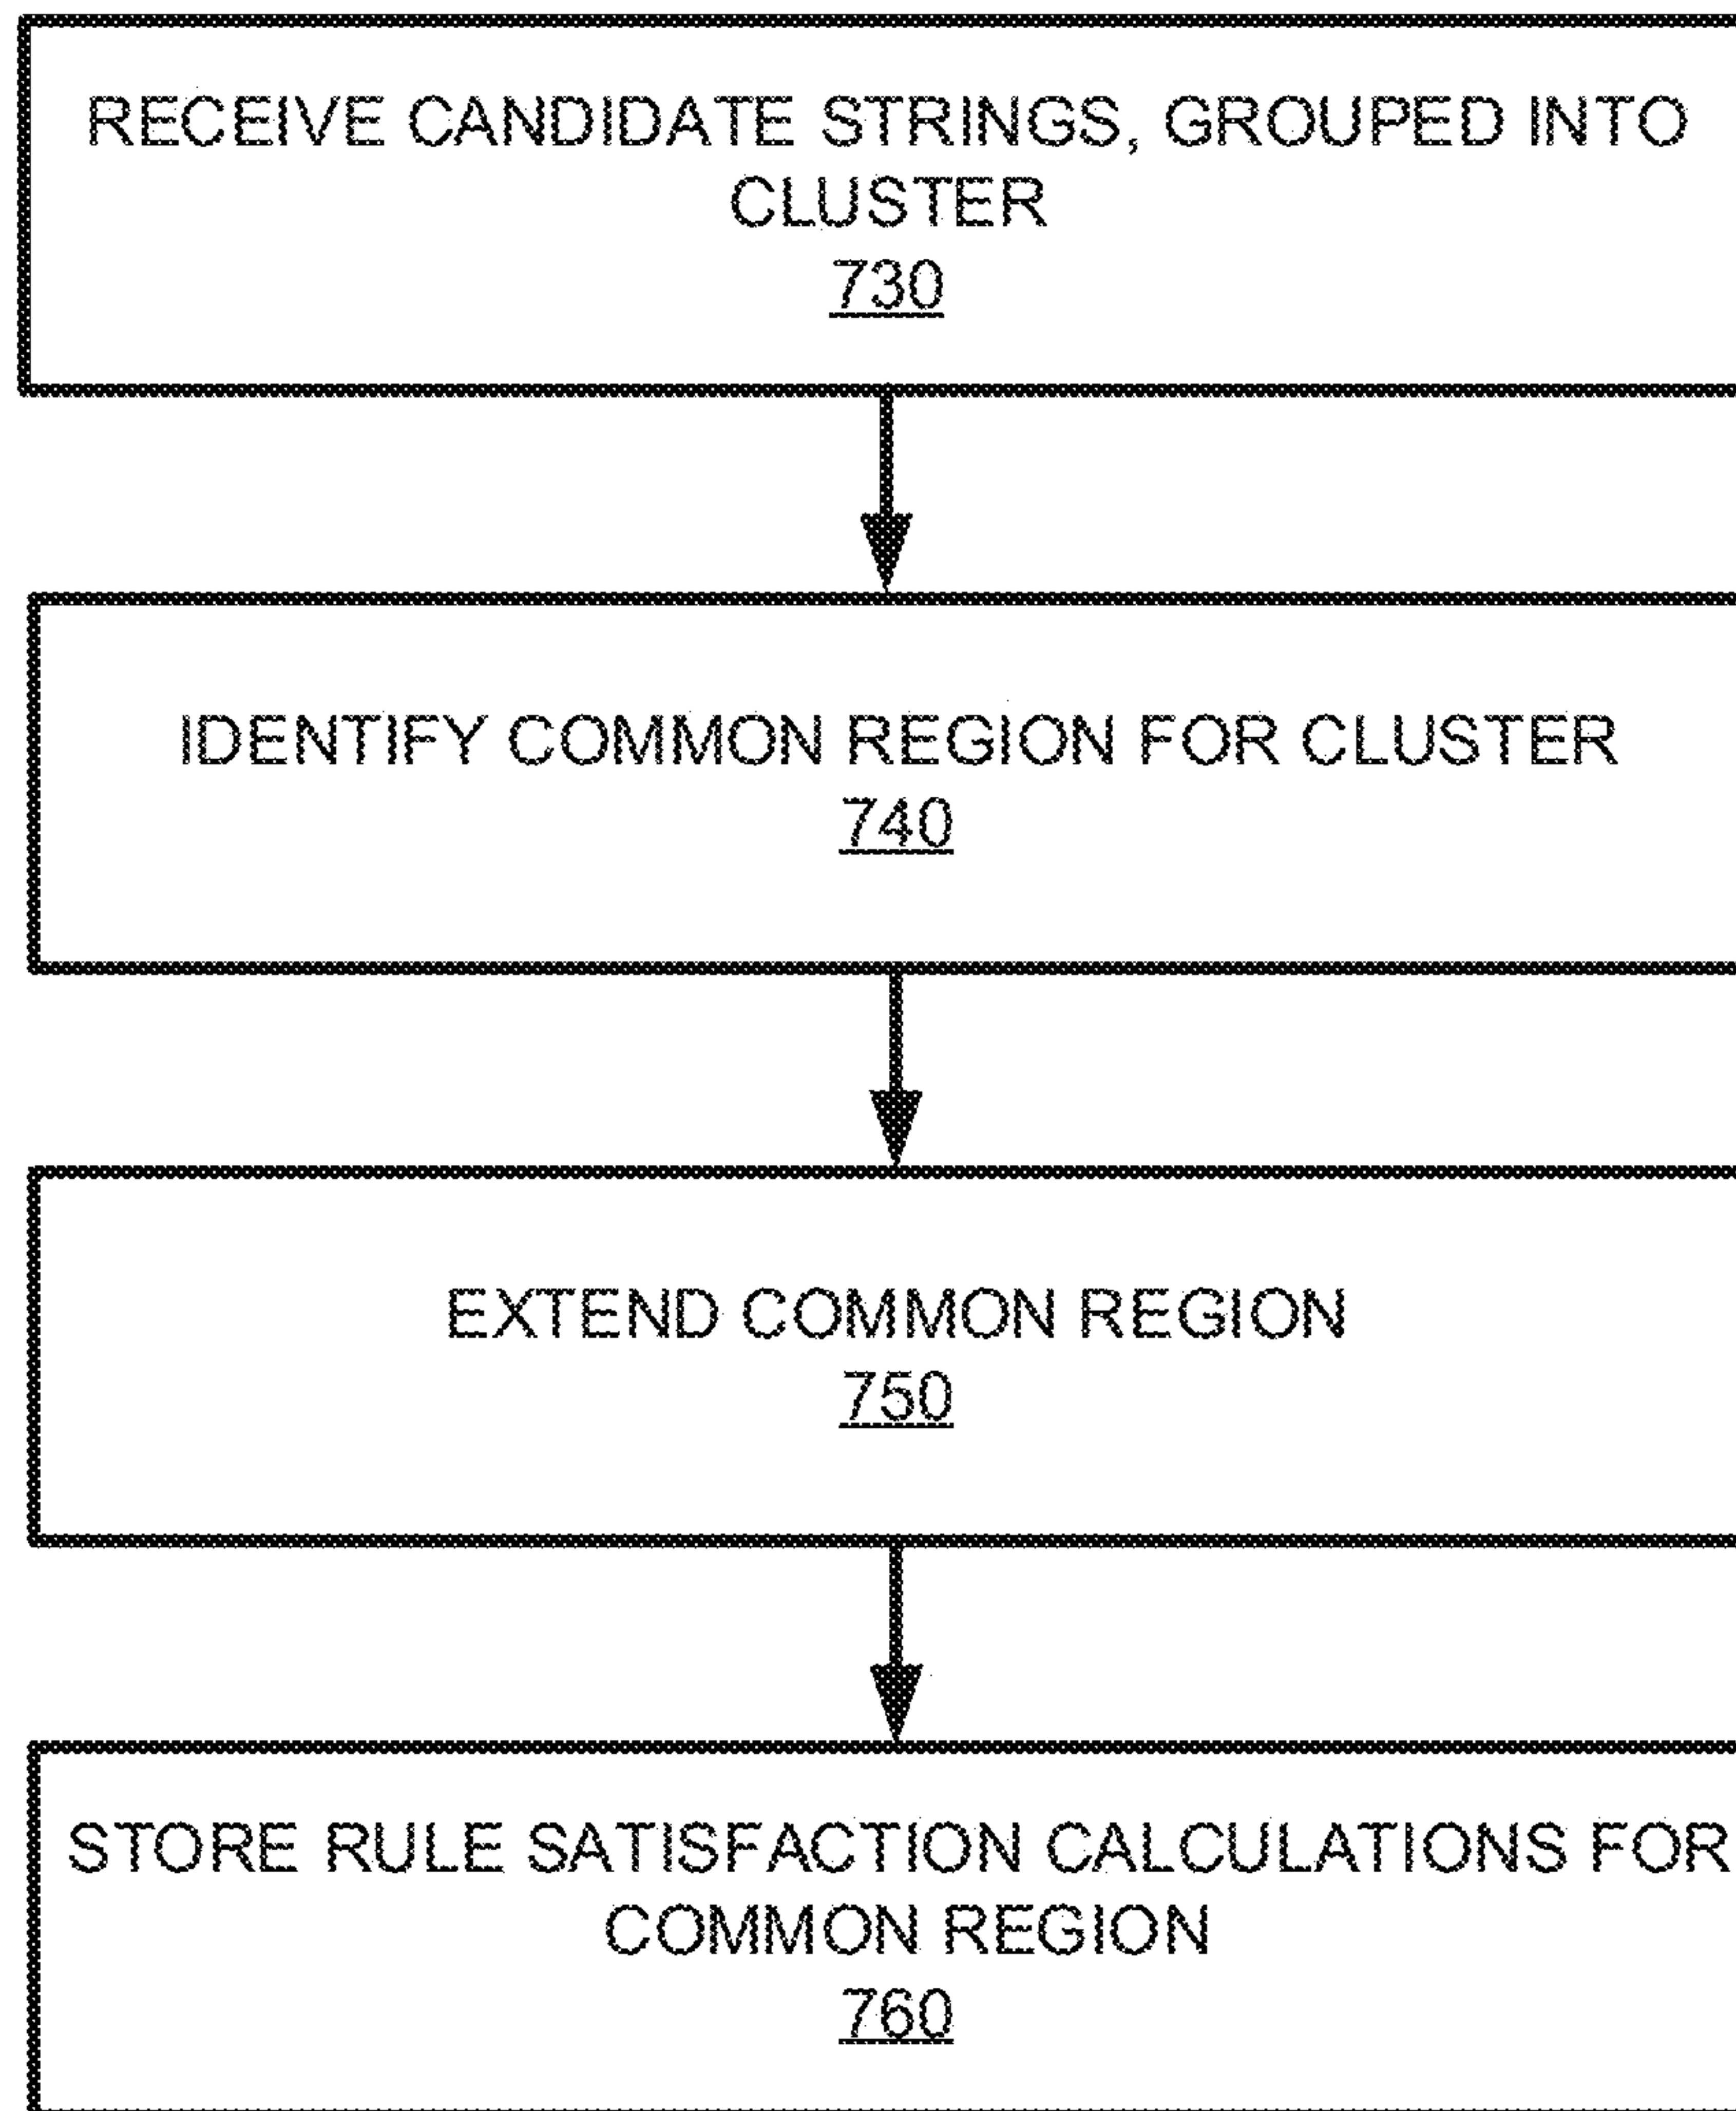 RECEIVE CANDIDATE STRINGS, GROUPED INTO
CLUSTER
730
IDENTIFY COMMON REGION FOR CLUSTER
740
EXTEND COMMON REGION
750
STORE RULE SATISFACTION CALCULATIONS FOR
COMMON REGION
760